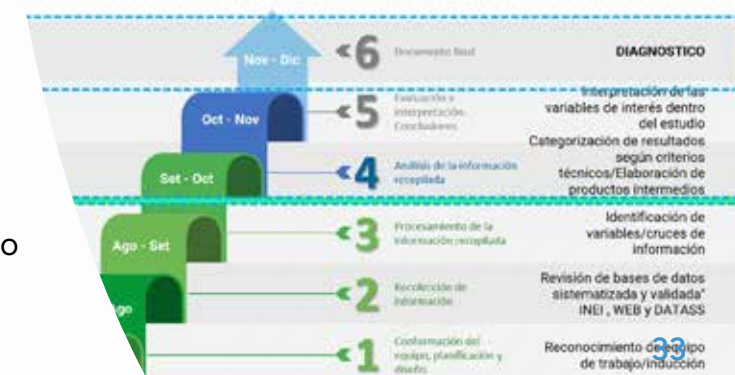 Nov - Dic
6
Documento final
DIAGNOSTICO
Oct - Nov
5
Evaluación e
interpretación.
Conclusiones
Interpretación de las
variables de interés dentro
del estudio
Set - Oct
4
Análisis de la información
recopilada
Categorización de resultados
según criterios
técnicos/Elaboración de
productos intermedios
o
Ago - Set
3
Procesamiento de la
información recopilada
Identificación de
variables/cruces de
información
go
2
Recolección de
información
Revisión de bases de datos
sistematizada y validada"
INEI , WEB y DATASS
1
Conformación del
equipo, planificación y
diseño
Reconocimiento de equipo
de trabajo/inducción
33